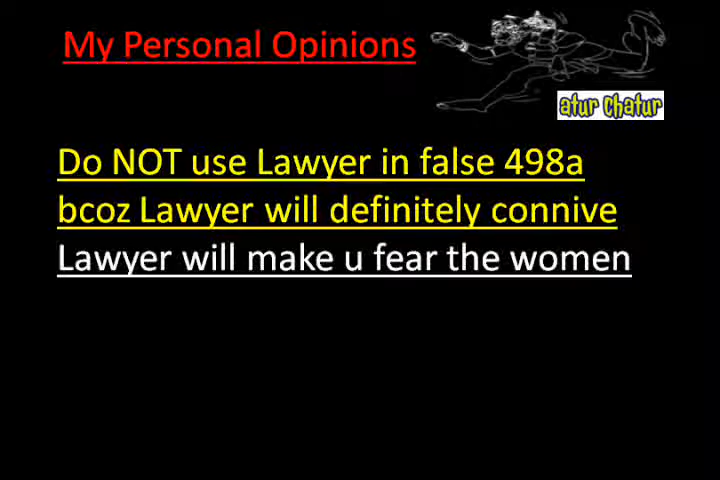 My Personal Opinions
atur chatur
Do NOT use Lawyer in false 498a
bcoz Lawyer will definitely connive
Lawyer will make u fear the women